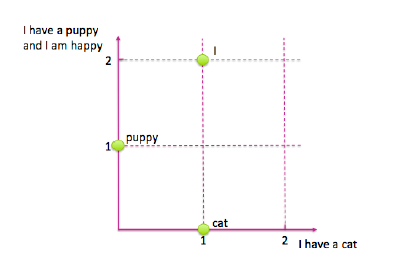 I have a puppy
and I am happy
2
I
1
puppy
cat
1
2
I have a cat